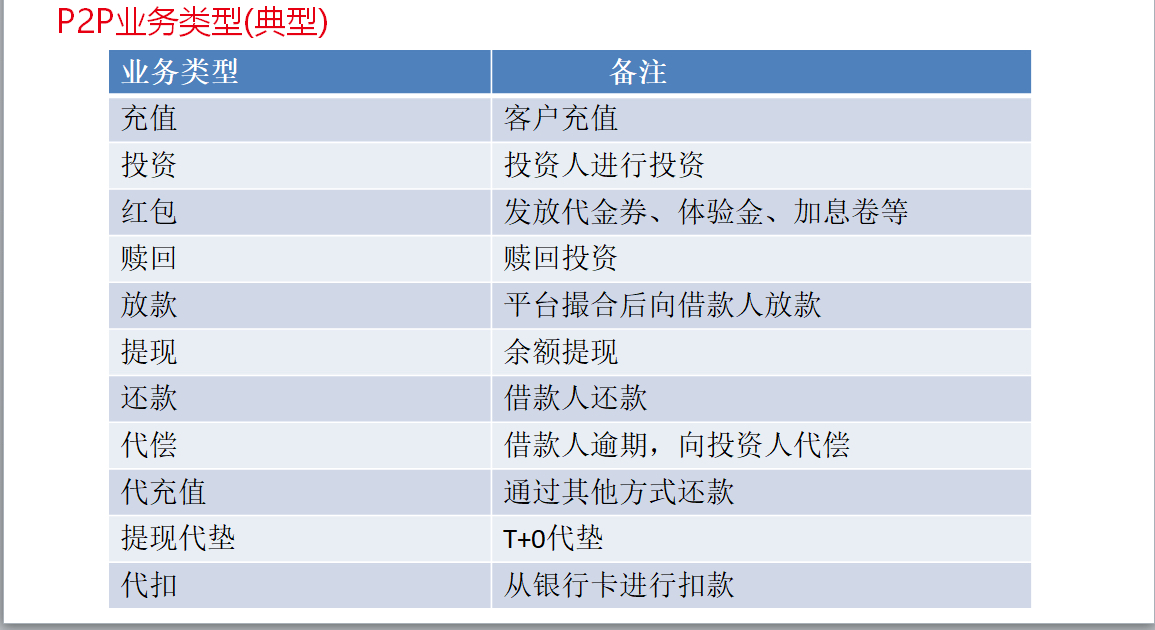 P2P业务类型(典型)
业务类型 备注
充值 客户充值
投资 投资人进行投资
红包 发放代金券、体验金、加息卷等
赎回 赎回投资
放款 平台撮合后向借款人放款
提现 余额提现
还款 借款人还款
代偿 借款人逾期，向投资人代偿
代充值 通过其他方式还款
提现代垫 T+0代垫
代扣 从银行卡进行扣款